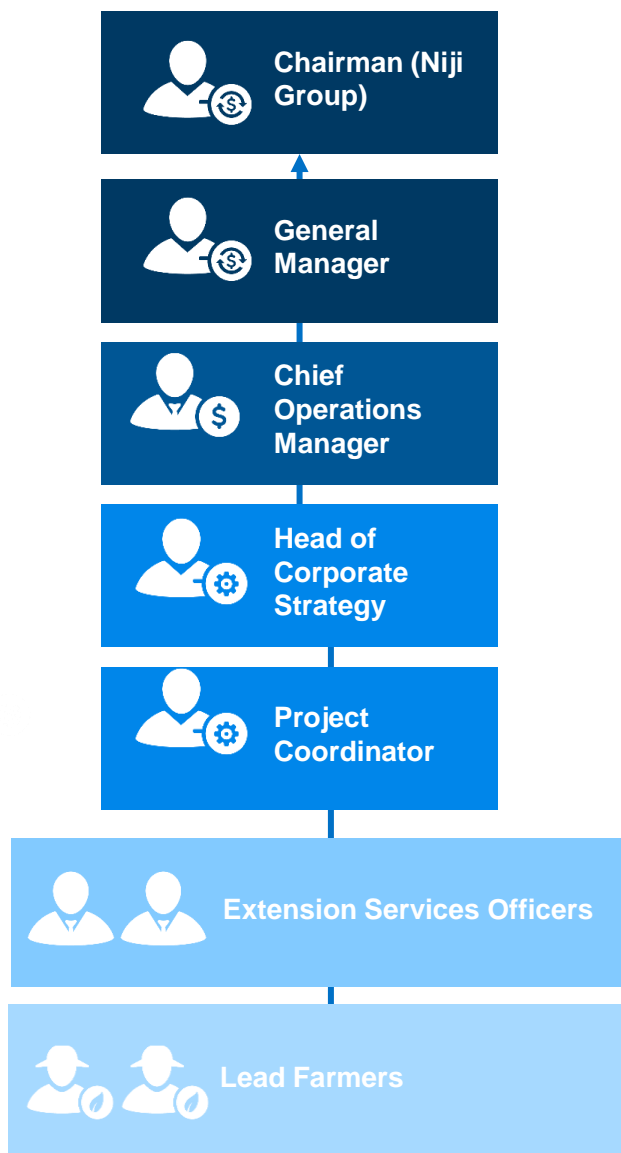 Chairman (Niji
Group)
$
General
Manager
$
Chief
Operations
Manager
$
Head of
Corporate
Strategy
Project
Coordinator
Extension Services Officers
Lead Farmers